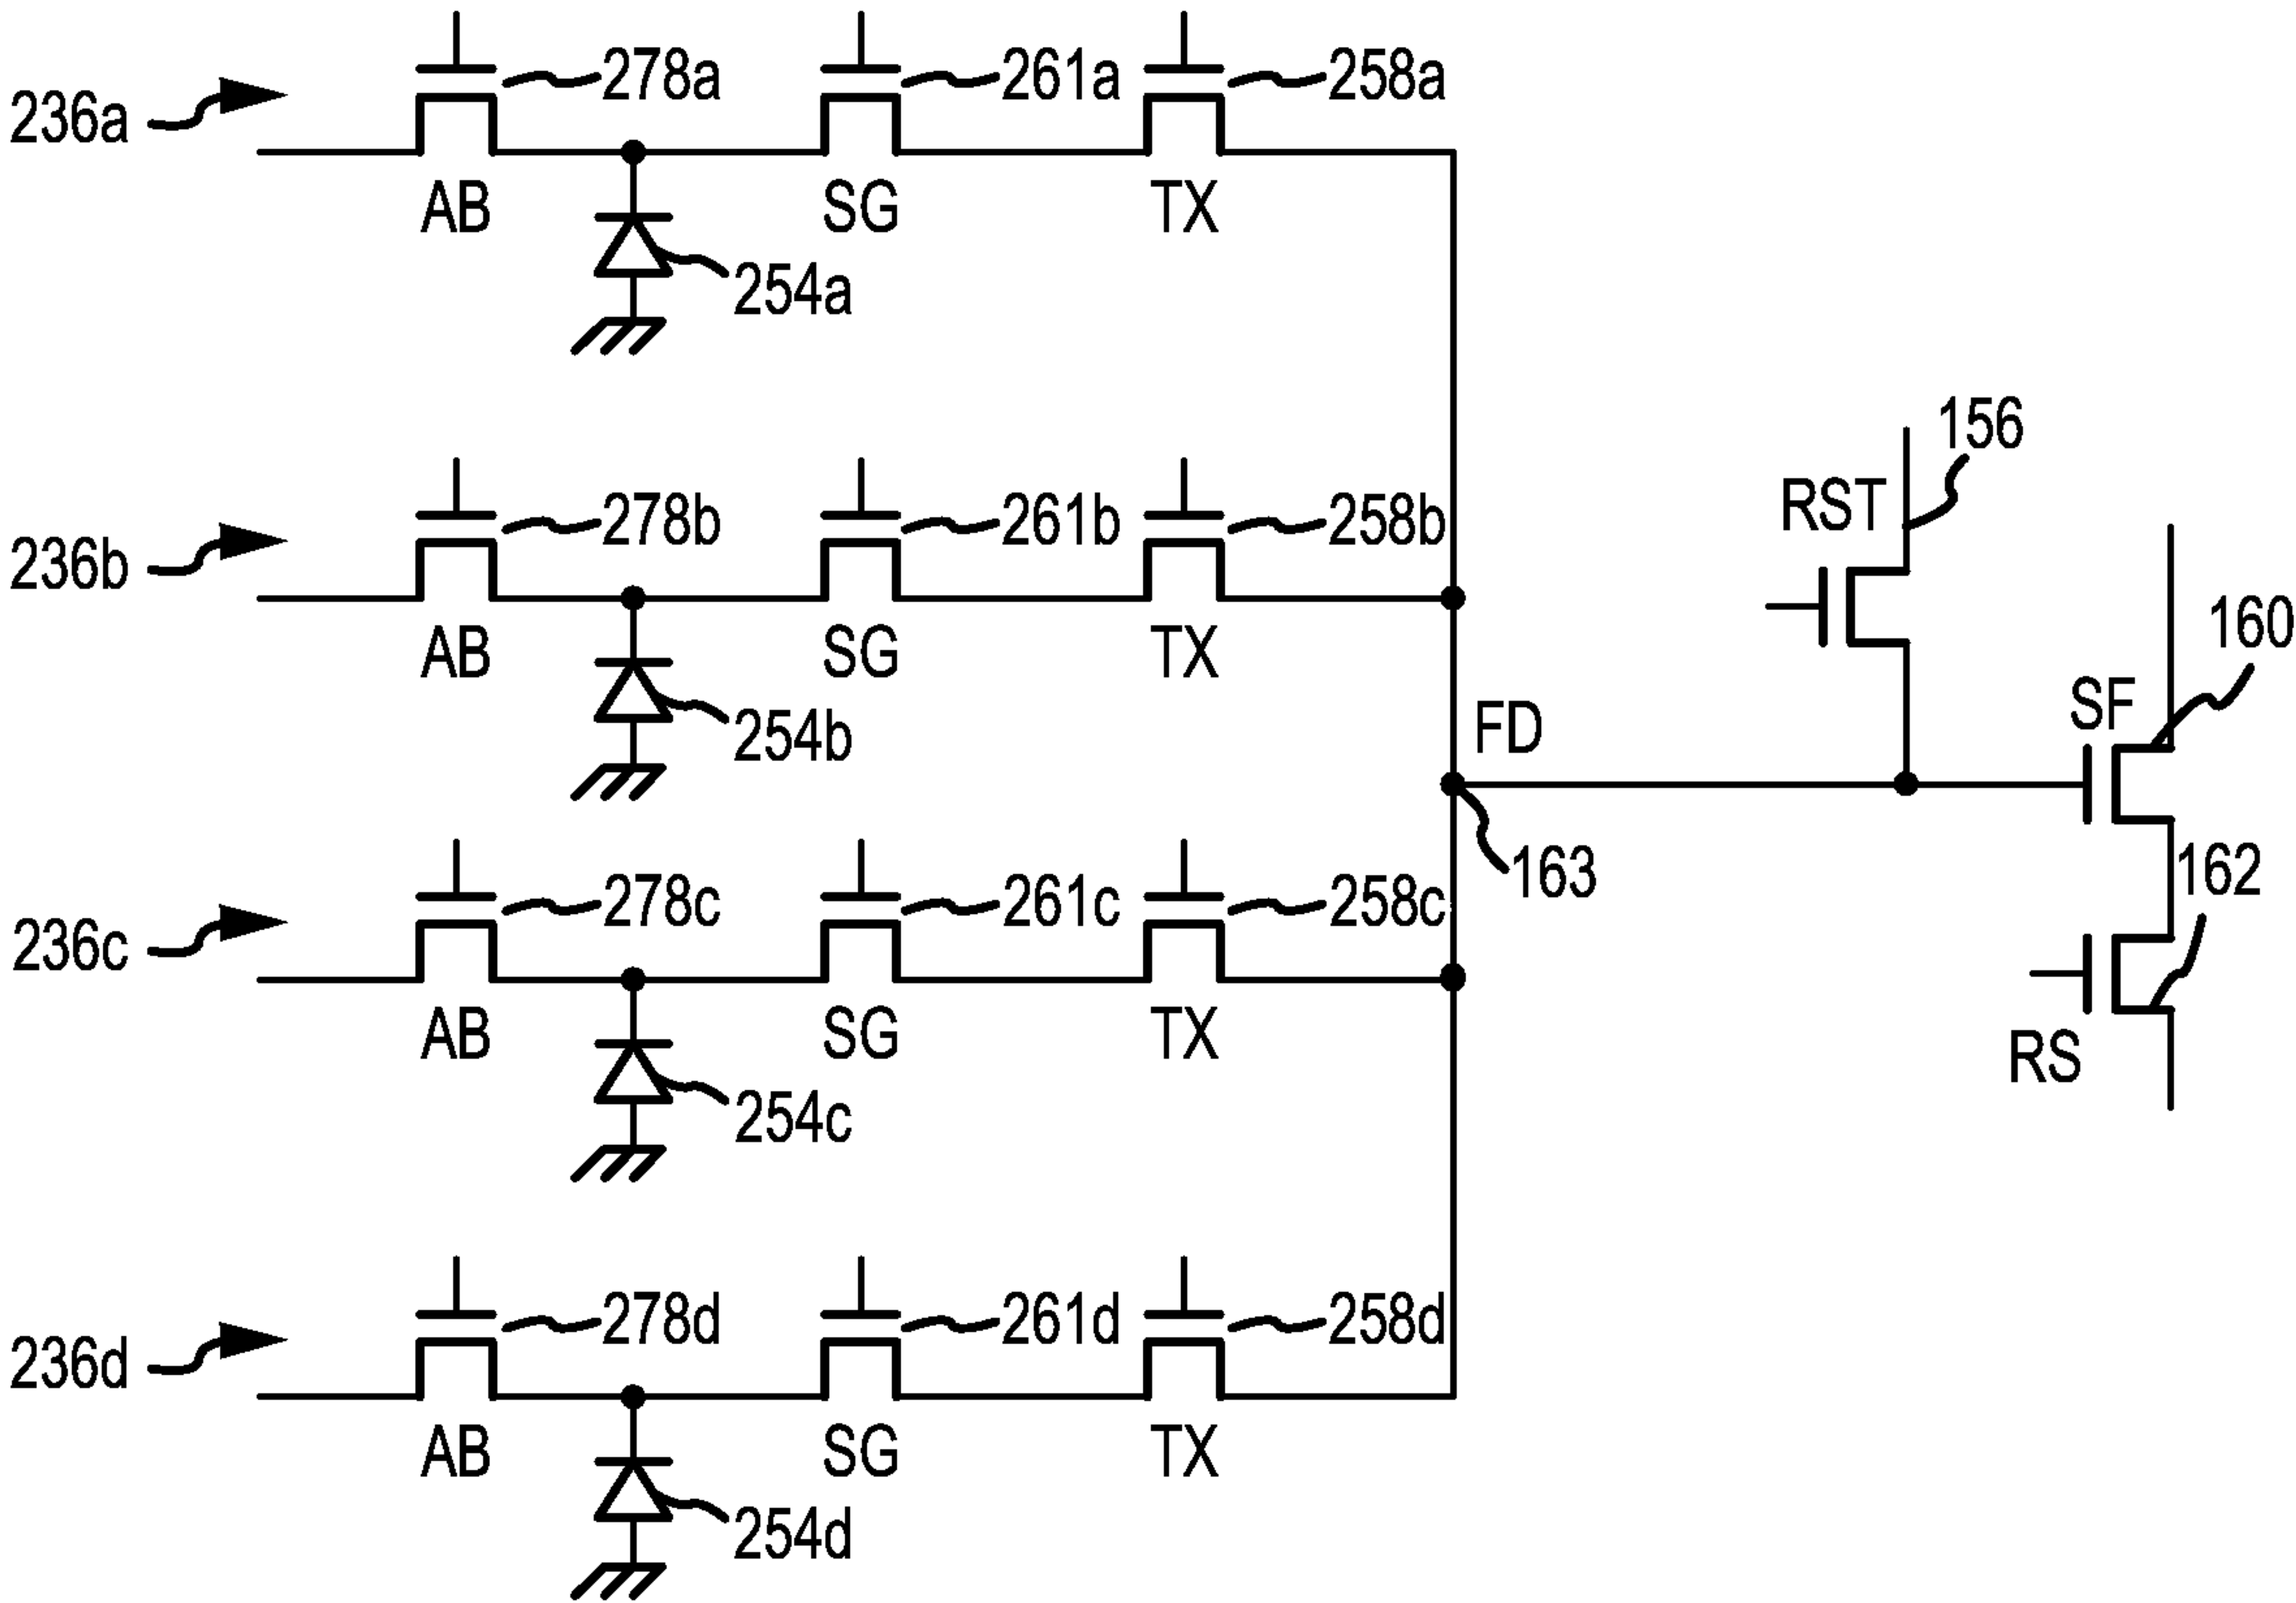 278a
261a
258a
236a
AB
SG
TX
254a
156
RST
278b
261b
258b
236b
AB
SG
TX
160
SF
254b
FD
163
162
278c
261c
258c
236c
AB
SG
TX
RS
254c
278d
261d
258d
236d
AB
SG
TX
254d